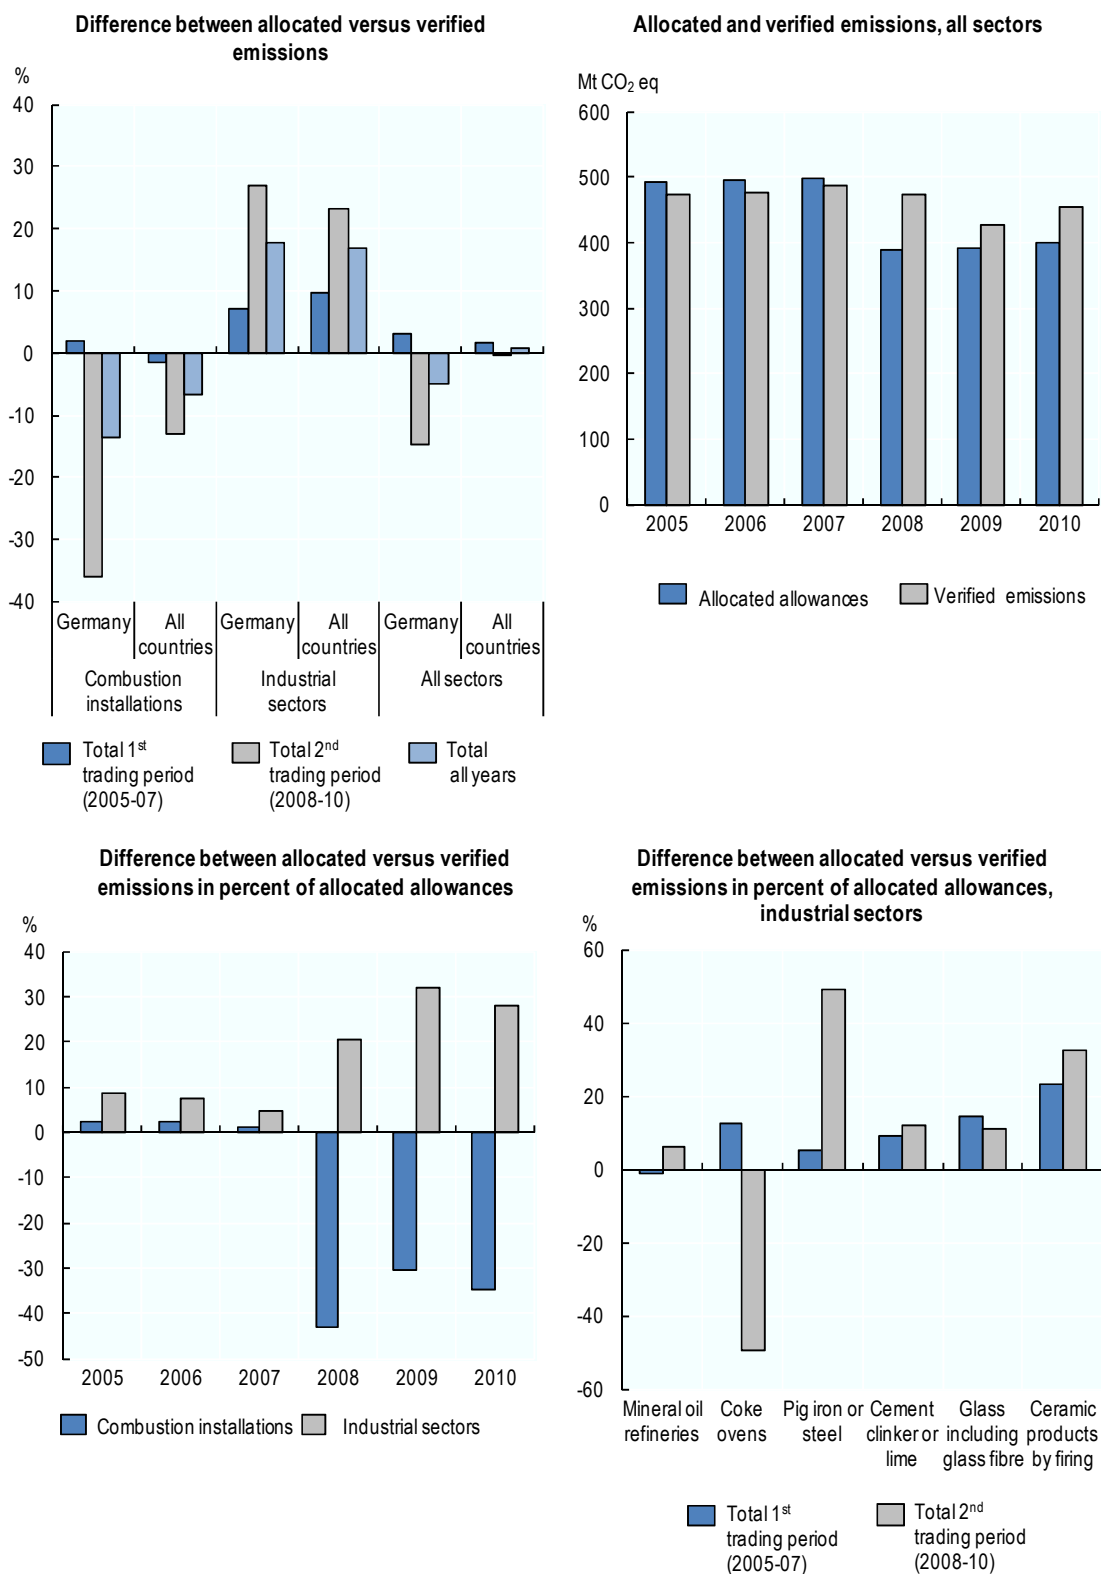 Difference between allocated versus verified
emissions
%
40
30
20
10
0
-10
-20
-30
-40
Germany All countries Germany All countries Germany All countries
Combustion installations Industrial sectors All sectors
Total 1st trading period (2005-07)
Total 2nd trading period (2008-10)
Total all years
Allocated and verified emissions, all sectors
Mt CO2 eq
600
500
400
300
200
100
0
2005 2006 2007 2008 2009 2010
Allocated allowances Verified emissions
Difference between allocated versus verified
emissions in percent of allocated allowances
%
40
30
20
10
0
-10
-20
-30
-40
-50
2005 2006 2007 2008 2009 2010
Combustion installations Industrial sectors
Difference between allocated versus verified
emissions in percent of allocated allowances,
industrial sectors
%
60
40
20
0
-20
-40
-60
Mineral oil refineries
Coke ovens
Pig iron or steel
Cement clinker or lime
Glass including glass fibre
Ceramic products by firing
Total 1st trading period (2005-07)
Total 2nd trading period (2008-10)